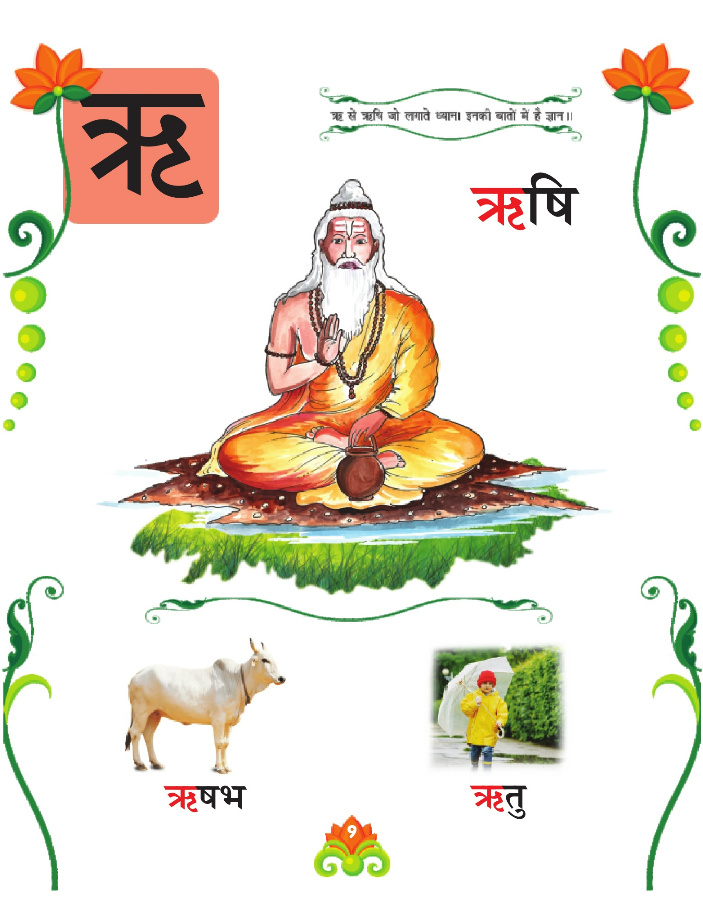 ऋ
ऋ से ऋषि जो लगाते ध्यान। इनकी बातों में है ज्ञान।।
ऋषि
ऋषभ
ऋतु
9